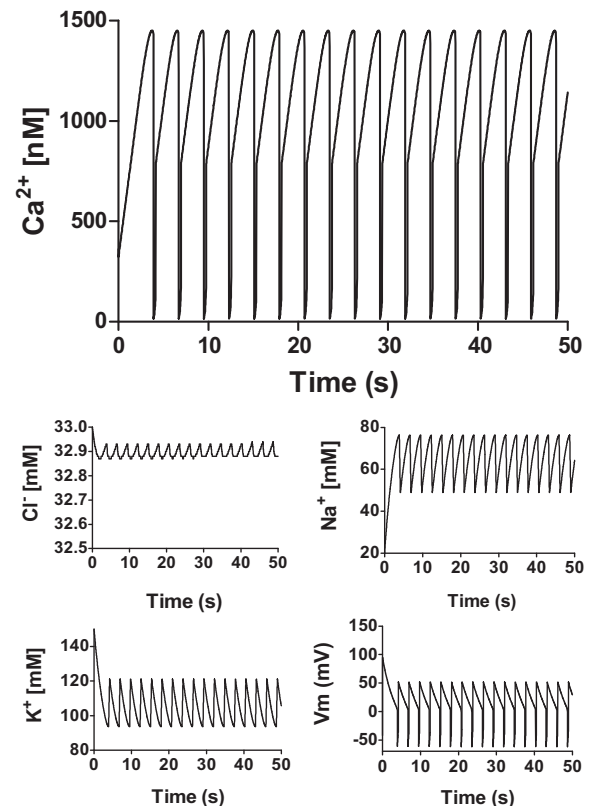 1500
1000
500
0
Ca2+ [nM]
0 10 20 30 40 50
Time (s)
33.0
32.9
32.8
32.7
32.6
32.5
Cl- [mM]
0 10 20 30 40 50
Time (s)
80
60
40
20
Na+ [mM]
0 10 20 30 40 50
Time (s)
140
120
100
80
K+ [mM]
0 10 20 30 40 50
Time (s)
150
100
50
0
-50
Vm (mV)
0 10 20 30 40 50
Time (s)